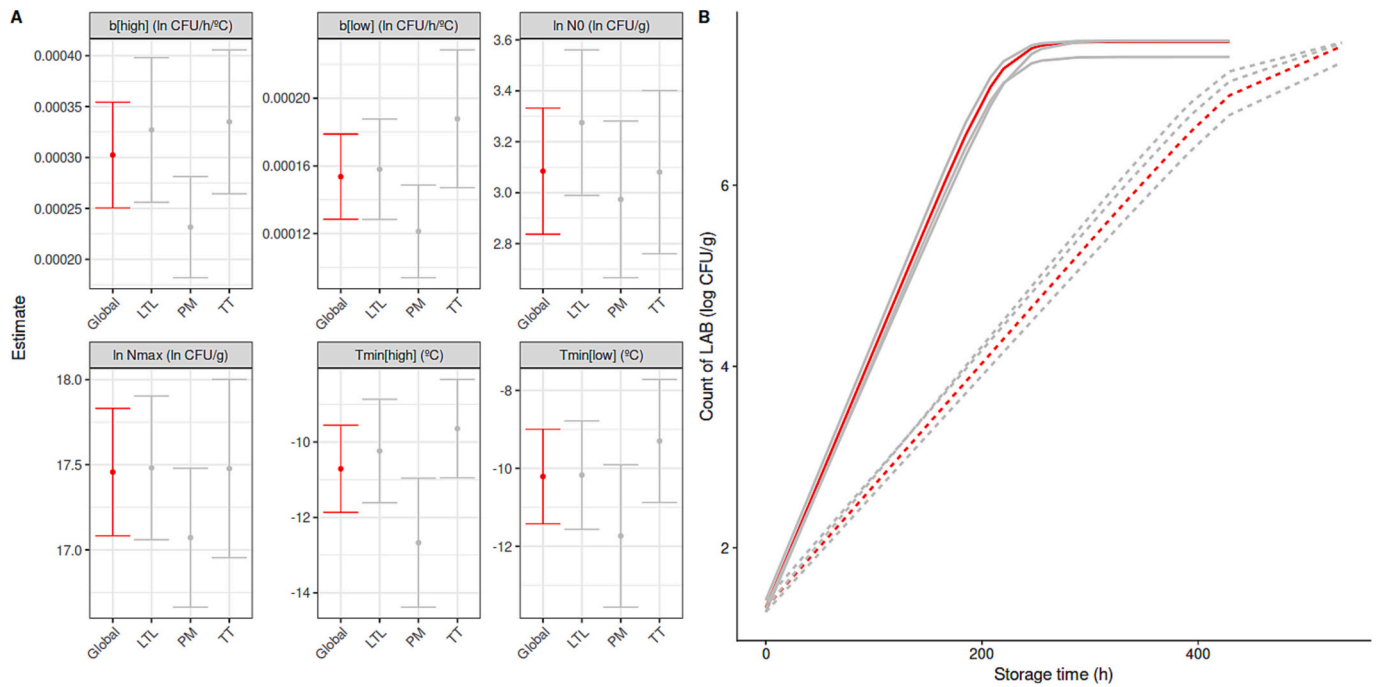 A
B
b[high] (ln CFU/h/ºC)
b[low] (ln CFU/h/ºC)
ln N0 (ln CFU/g)
0.00040
0.00035
0.00030
0.00025
0.00020
0.00020
0.00016
0.00012
3.6
3.4
3.2
3.0
2.8
Global
LTL
PM
TT
Global
LTL
PM
TT
Global
LTL
PM
TT
Estimate
ln Nmax (ln CFU/g)
Tmin[high] (ºC)
Tmin[low] (ºC)
18.0
17.5
17.0
-10
-12
-14
-8
-10
-12
Global
LTL
PM
TT
Global
LTL
PM
TT
Global
LTL
PM
TT
Count of LAB (log CFU/g)
6
4
2
0
200
400
Storage time (h)